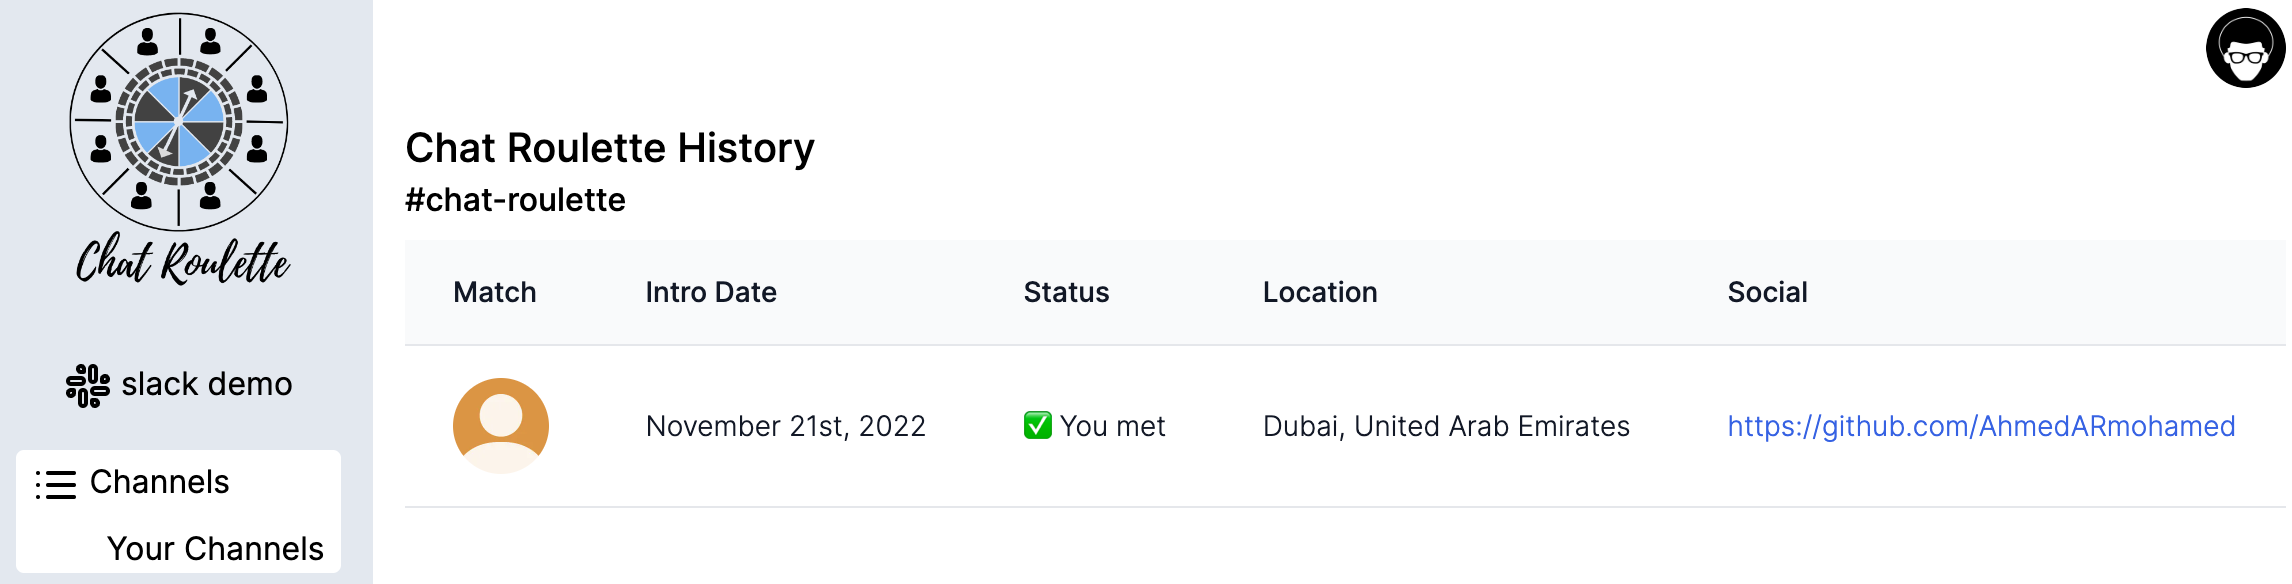 Chat Roulette
slack demo
Channels
Your Channels
Chat Roulette History
#chat-roulette
Match Intro Date Status Location Social
November 21st, 2022 ✅ You met Dubai, United Arab Emirates https://github.com/AhmedARmohamed